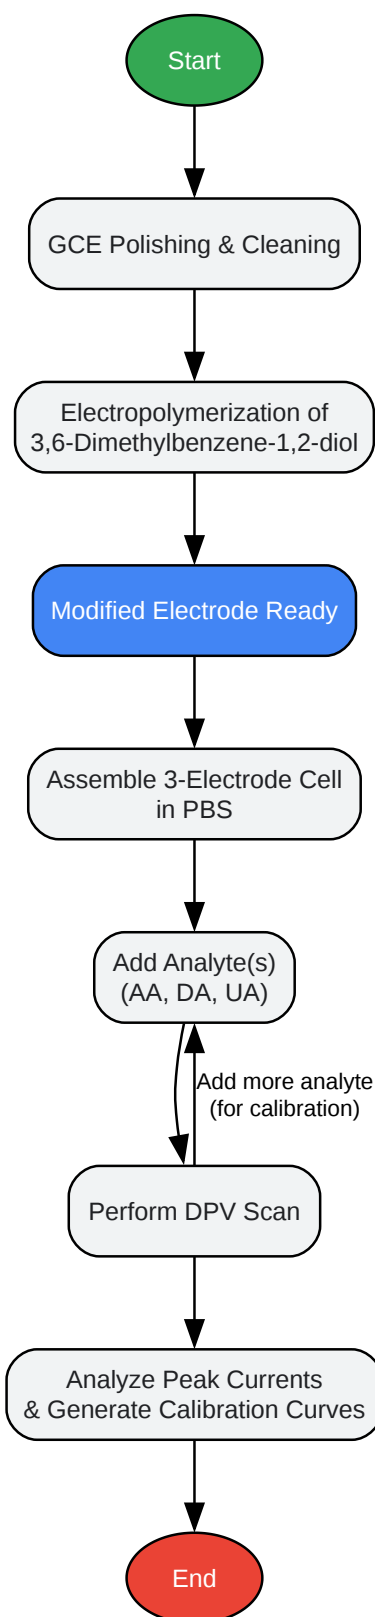 Start
GCE Polishing & Cleaning
Electropolymerization of
3,6-Dimethylbenzene-1,2-diol
Modified Electrode Ready
Assemble 3-Electrode Cell
in PBS
Add Analyte(s)
(AA, DA, UA)
Add more analyte
(for calibration)
Perform DPV Scan
Analyze Peak Currents
& Generate Calibration Curves
End